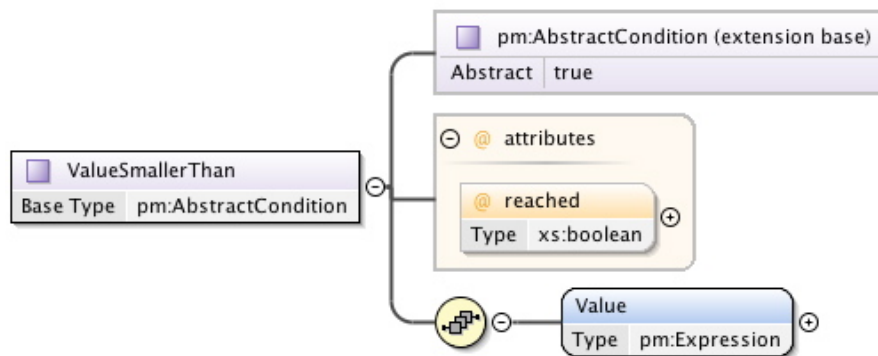 pm:AbstractCondition (extension base)
Abstract true
@ attributes
ValueSmallerThan
Base Type pm:AbstractCondition
@ reached
Type xs:boolean
Value
Type pm:Expression